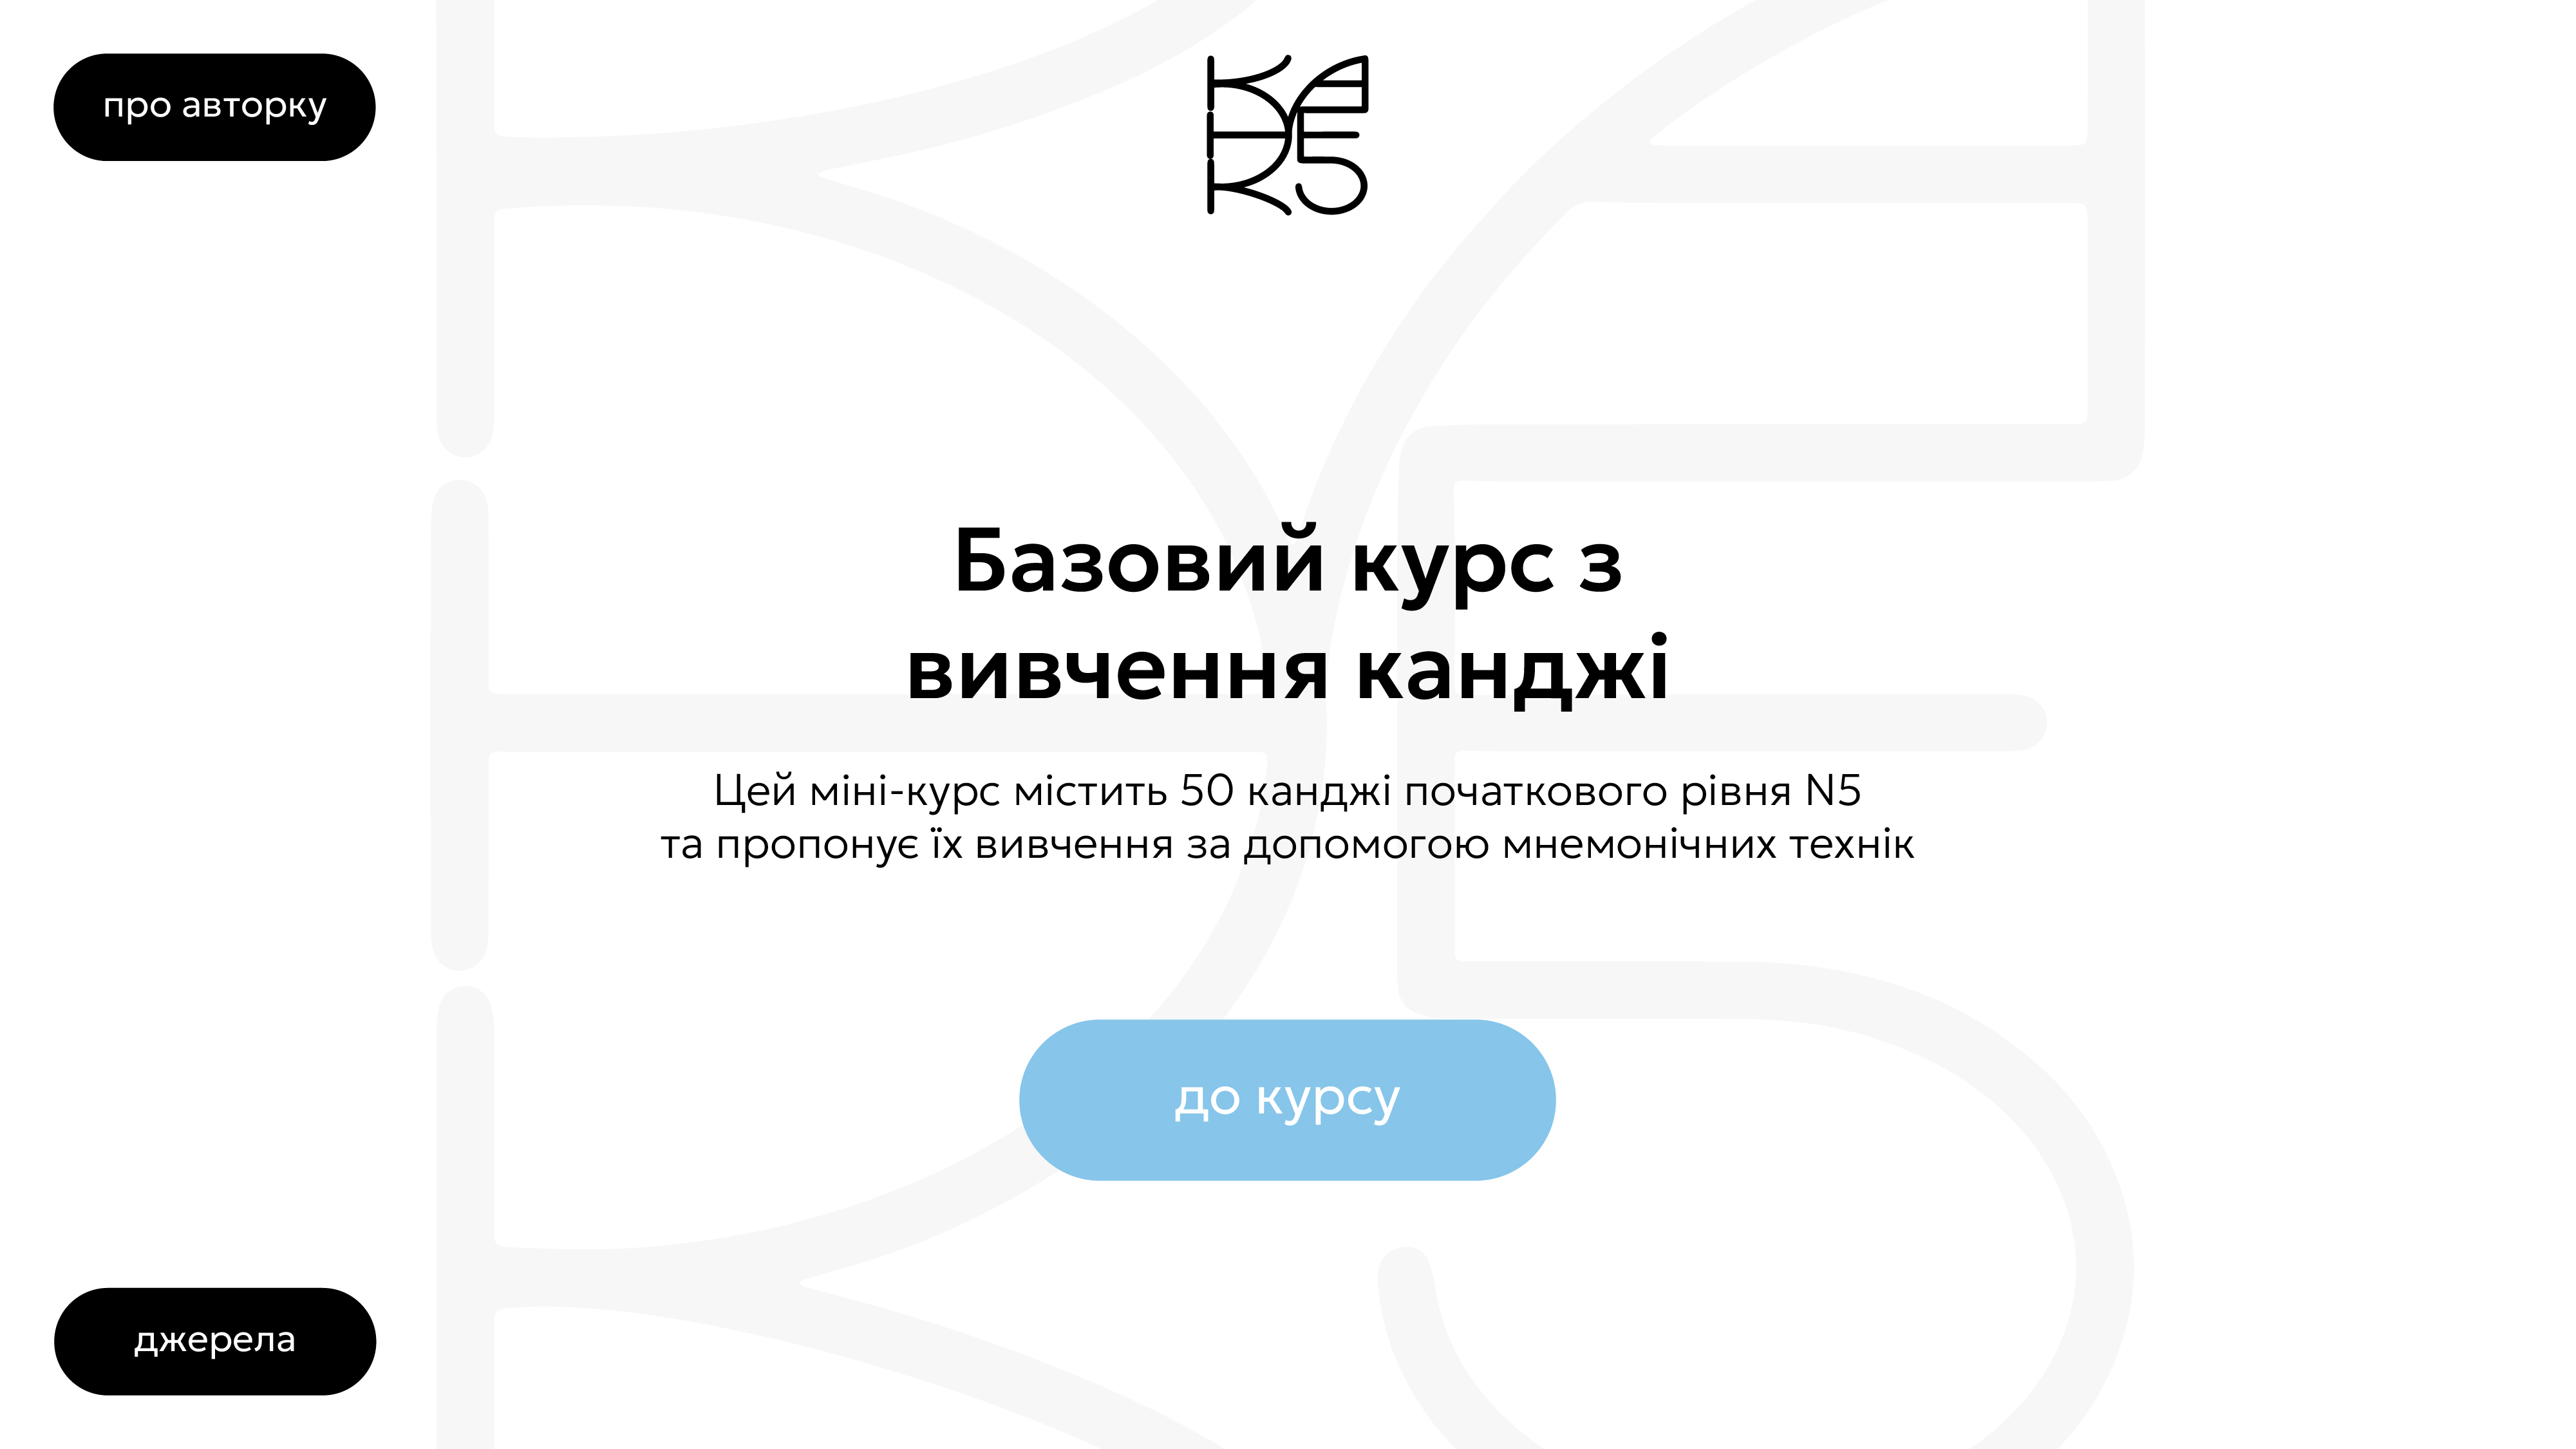 про авторку
Базовий курс з
вивчення канджі
Цей міні-курс містить 50 канджі початкового рівня N5
та пропонує їх вивчення за допомогою мнемонічних технік
до курсу
джерела